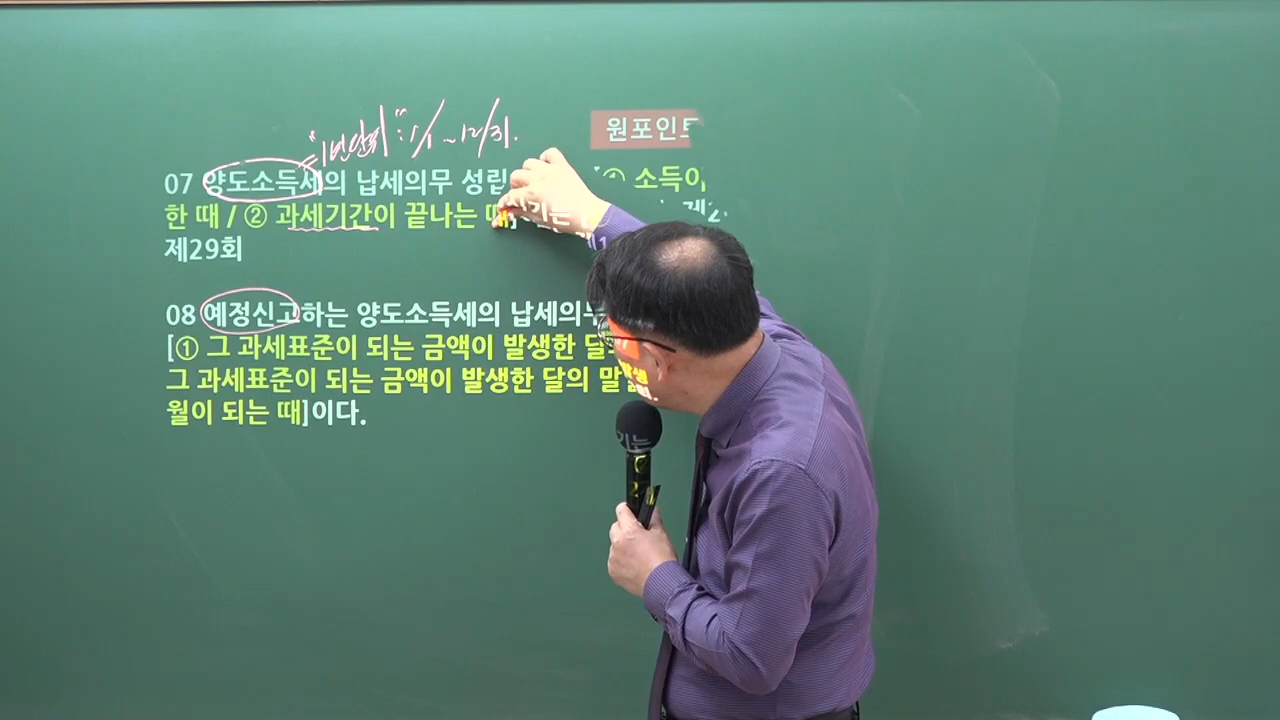 "1년단위" : 1/1 ~ 12/31.
원포인트
07 양도소득세의 납세의무 성립 ① 소득이
한 때 / ② 과세기간이 끝나는 때]
제29회
08 예정신고하는 양도소득세의 납세의무
[① 그 과세표준이 되는 금액이 발생한 달
그 과세표준이 되는 금액이 발생한 달의 말
월이 되는 때]이다.